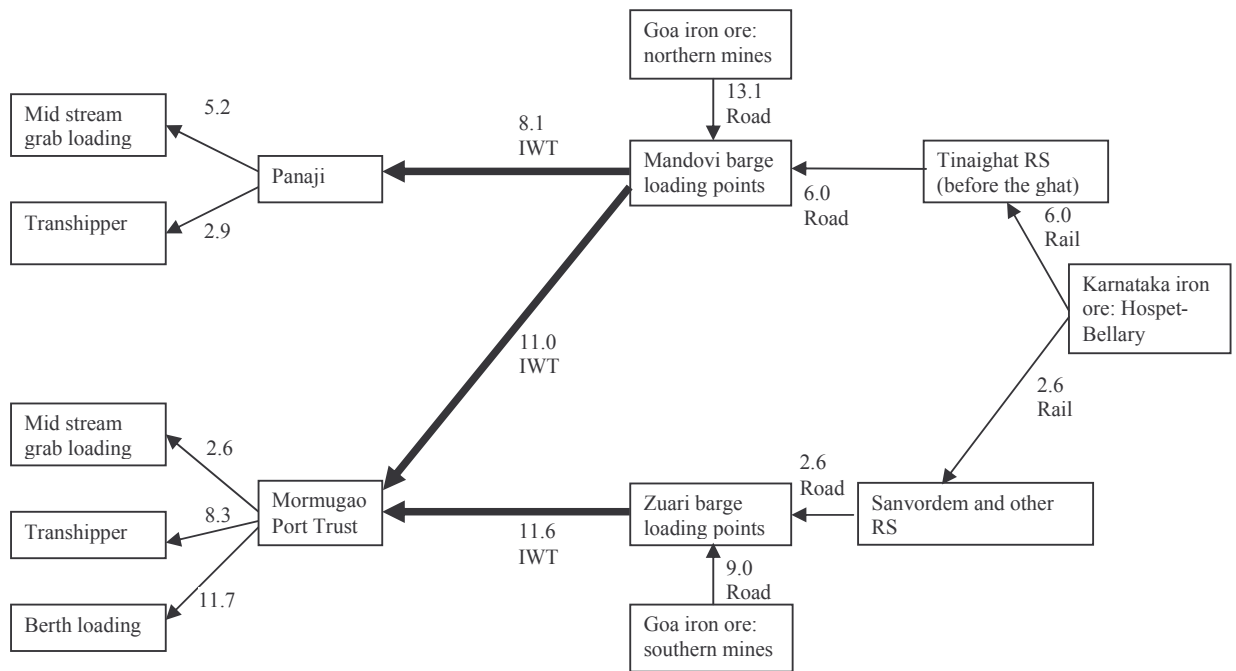 Goa iron ore:
northern mines
13.1
Road
Mid stream
grab loading
5.2
8.1
IWT
Panaji
Mandovi barge
loading points
Tinaighat RS
(before the ghat)
6.0
Road
Transhipper
2.9
6.0
Rail
Karnataka iron
ore: Hospet-
Bellary
11.0
IWT
2.6
Rail
Mid stream
grab loading
2.6
2.6
Road
Mormugao
Port Trust
Zuari barge
loading points
Sanvordem and other
RS
Transhipper
8.3
11.6
IWT
9.0
Road
11.7
Berth loading
Goa iron ore:
southern mines